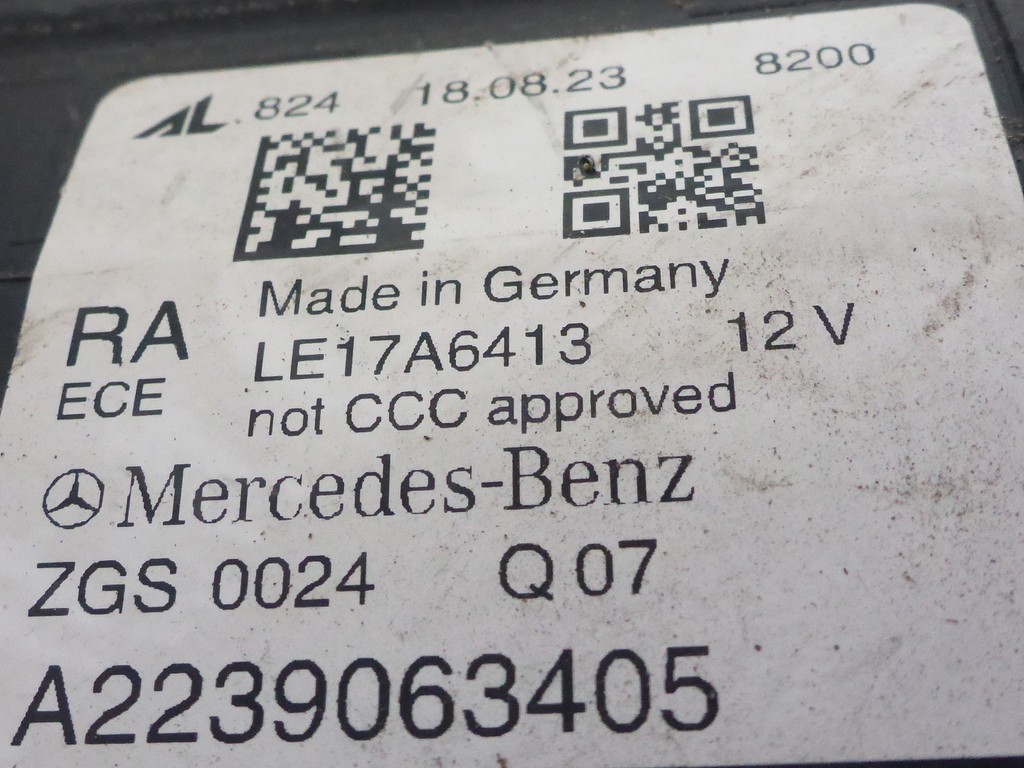 AL.824 18.08.23 8200
Made in Germany
RA LE17A6413 12 V
ECE not CCC approved
Mercedes-Benz
ZGS 0024 Q 07
A2239063405